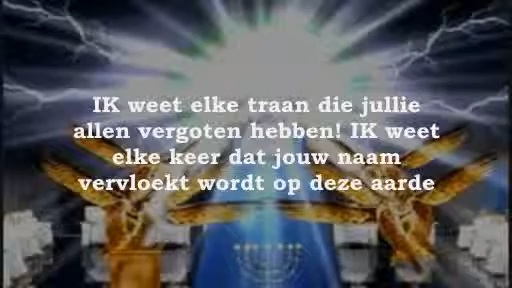 IK weet elke traan die jullie
allen vergoten hebben! IK weet
elke keer dat jouw naam
vervloekt wordt op deze aarde